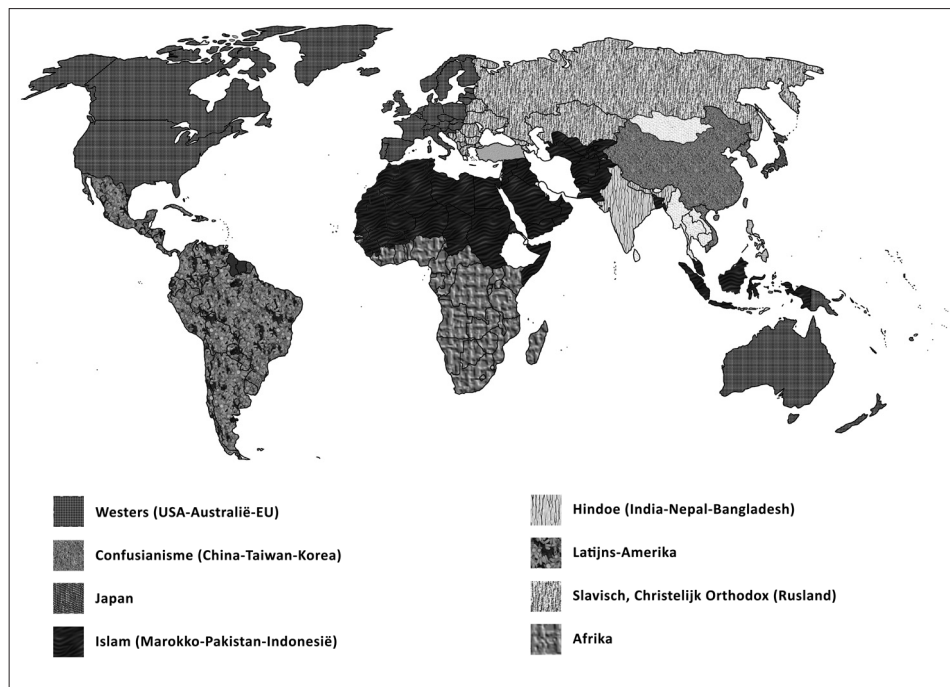 Westers (USA-Australië-EU)
Confusianisme (China-Taiwan-Korea)
Japan
Islam (Marokko-Pakistan-Indonesië)
Hindoe (India-Nepal-Bangladesh)
Latijns-Amerika
Slavisch, Christelijk Orthodox (Rusland)
Afrika